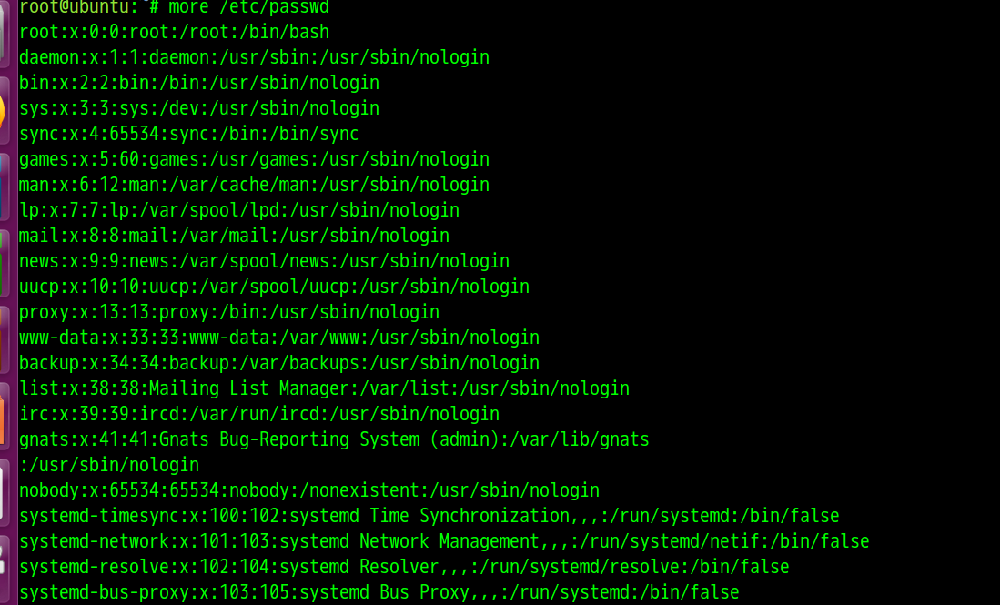 root@ubuntu:~# more /etc/passwd
root:x:0:0:root:/root:/bin/bash
daemon:x:1:1:daemon:/usr/sbin:/usr/sbin/nologin
bin:x:2:2:bin:/bin:/usr/sbin/nologin
sys:x:3:3:sys:/dev:/usr/sbin/nologin
sync:x:4:65534:sync:/bin:/bin/sync
games:x:5:60:games:/usr/games:/usr/sbin/nologin
man:x:6:12:man:/var/cache/man:/usr/sbin/nologin
lp:x:7:7:lp:/var/spool/lpd:/usr/sbin/nologin
mail:x:8:8:mail:/var/mail:/usr/sbin/nologin
news:x:9:9:news:/var/spool/news:/usr/sbin/nologin
uucp:x:10:10:uucp:/var/spool/uucp:/usr/sbin/nologin
proxy:x:13:13:proxy:/bin:/usr/sbin/nologin
www-data:x:33:33:www-data:/var/www:/usr/sbin/nologin
backup:x:34:34:backup:/var/backups:/usr/sbin/nologin
list:x:38:38:Mailing List Manager:/var/list:/usr/sbin/nologin
irc:x:39:39:ircd:/var/run/ircd:/usr/sbin/nologin
gnats:x:41:41:Gnats Bug-Reporting System (admin):/var/lib/gnats
:/usr/sbin/nologin
nobody:x:65534:65534:nobody:/nonexistent:/usr/sbin/nologin
systemd-timesync:x:100:102:systemd Time Synchronization,,,:/run/systemd:/bin/false
systemd-network:x:101:103:systemd Network Management,,,:/run/systemd/netif:/bin/false
systemd-resolve:x:102:104:systemd Resolver,,,:/run/systemd/resolve:/bin/false
systemd-bus-proxy:x:103:105:systemd Bus Proxy,,,:/run/systemd:/bin/false